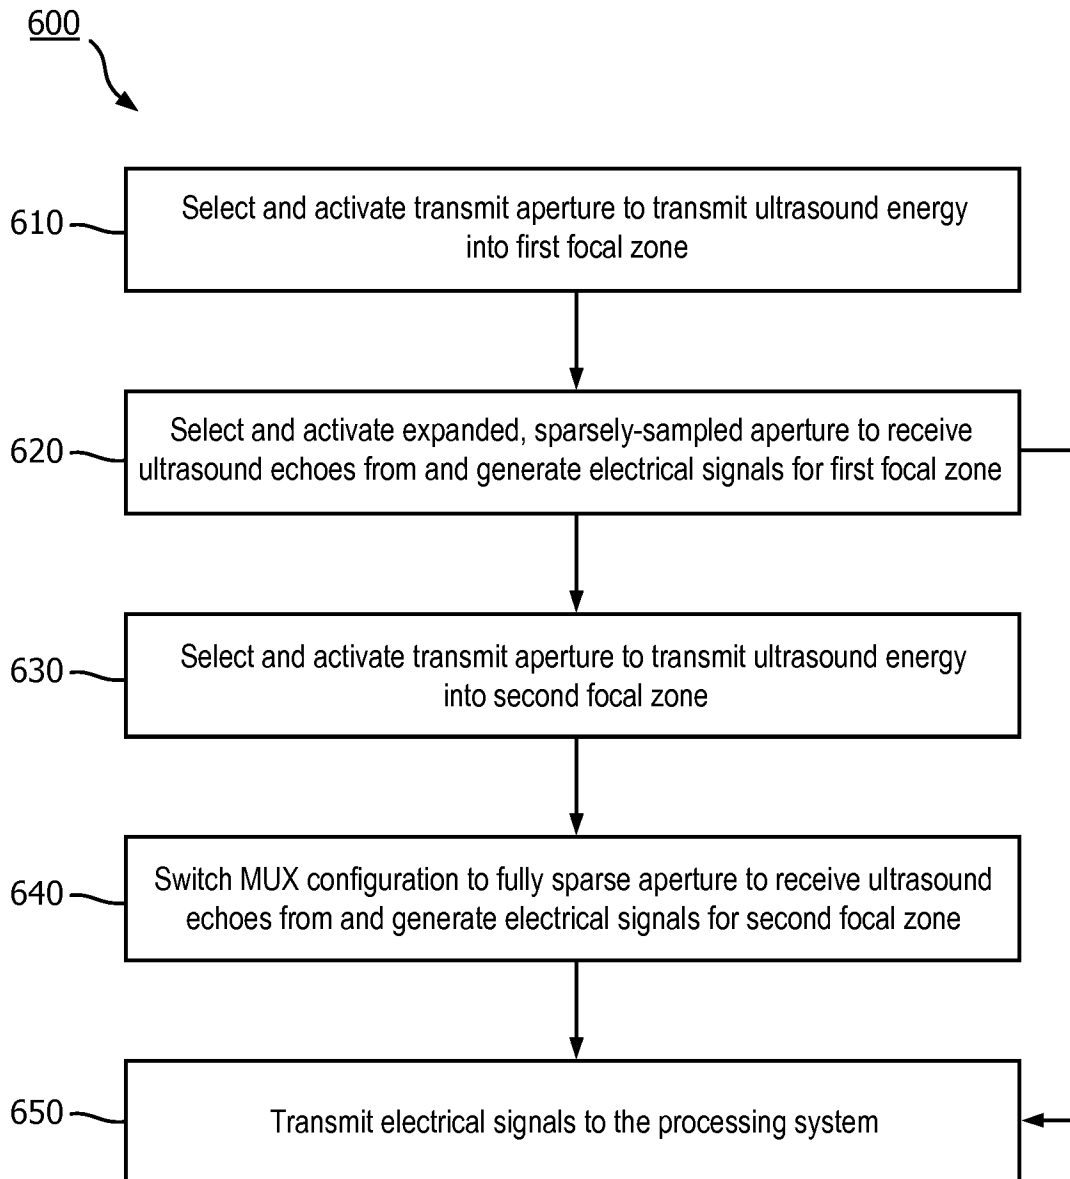 600
610
Select and activate transmit aperture to transmit ultrasound energy
into first focal zone
620
Select and activate expanded, sparsely-sampled aperture to receive
ultrasound echoes from and generate electrical signals for first focal zone
630
Select and activate transmit aperture to transmit ultrasound energy
into second focal zone
640
Switch MUX configuration to fully sparse aperture to receive ultrasound
echoes from and generate electrical signals for second focal zone
650
Transmit electrical signals to the processing system